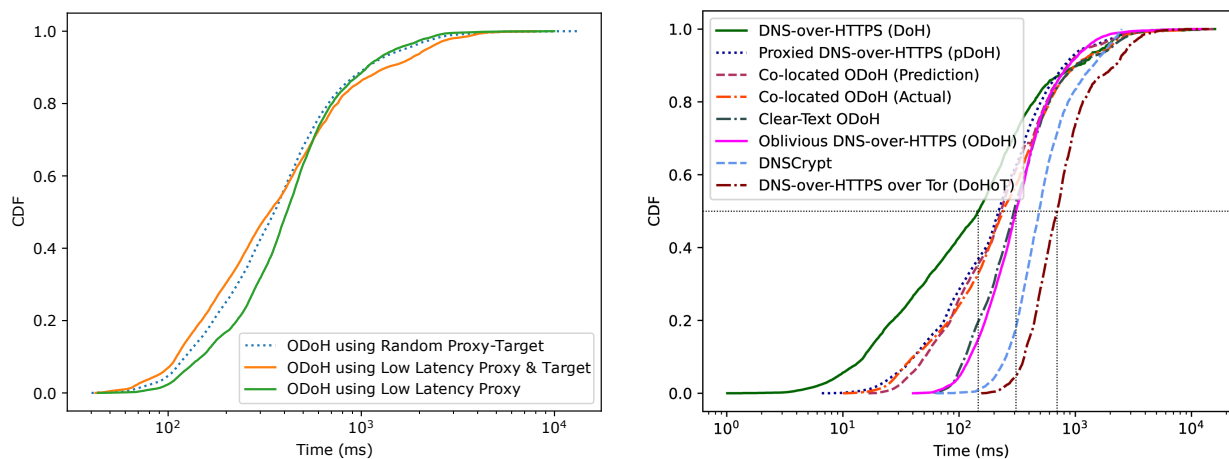 CDF
1.0
0.8
0.6
0.4
0.2
0.0
ODoH using Random Proxy-Target
ODoH using Low Latency Proxy & Target
ODoH using Low Latency Proxy
10²
10³
10⁴
Time (ms)
CDF
1.0
0.8
0.6
0.4
0.2
0.0
DNS-over-HTTPS (DoH)
Proxied DNS-over-HTTPS (pDoH)
Co-located ODoH (Prediction)
Co-located ODoH (Actual)
Clear-Text ODoH
Oblivious DNS-over-HTTPS (ODoH)
DNSCrypt
DNS-over-HTTPS over Tor (DoHoT)
10⁰
10¹
10²
10³
10⁴
Time (ms)